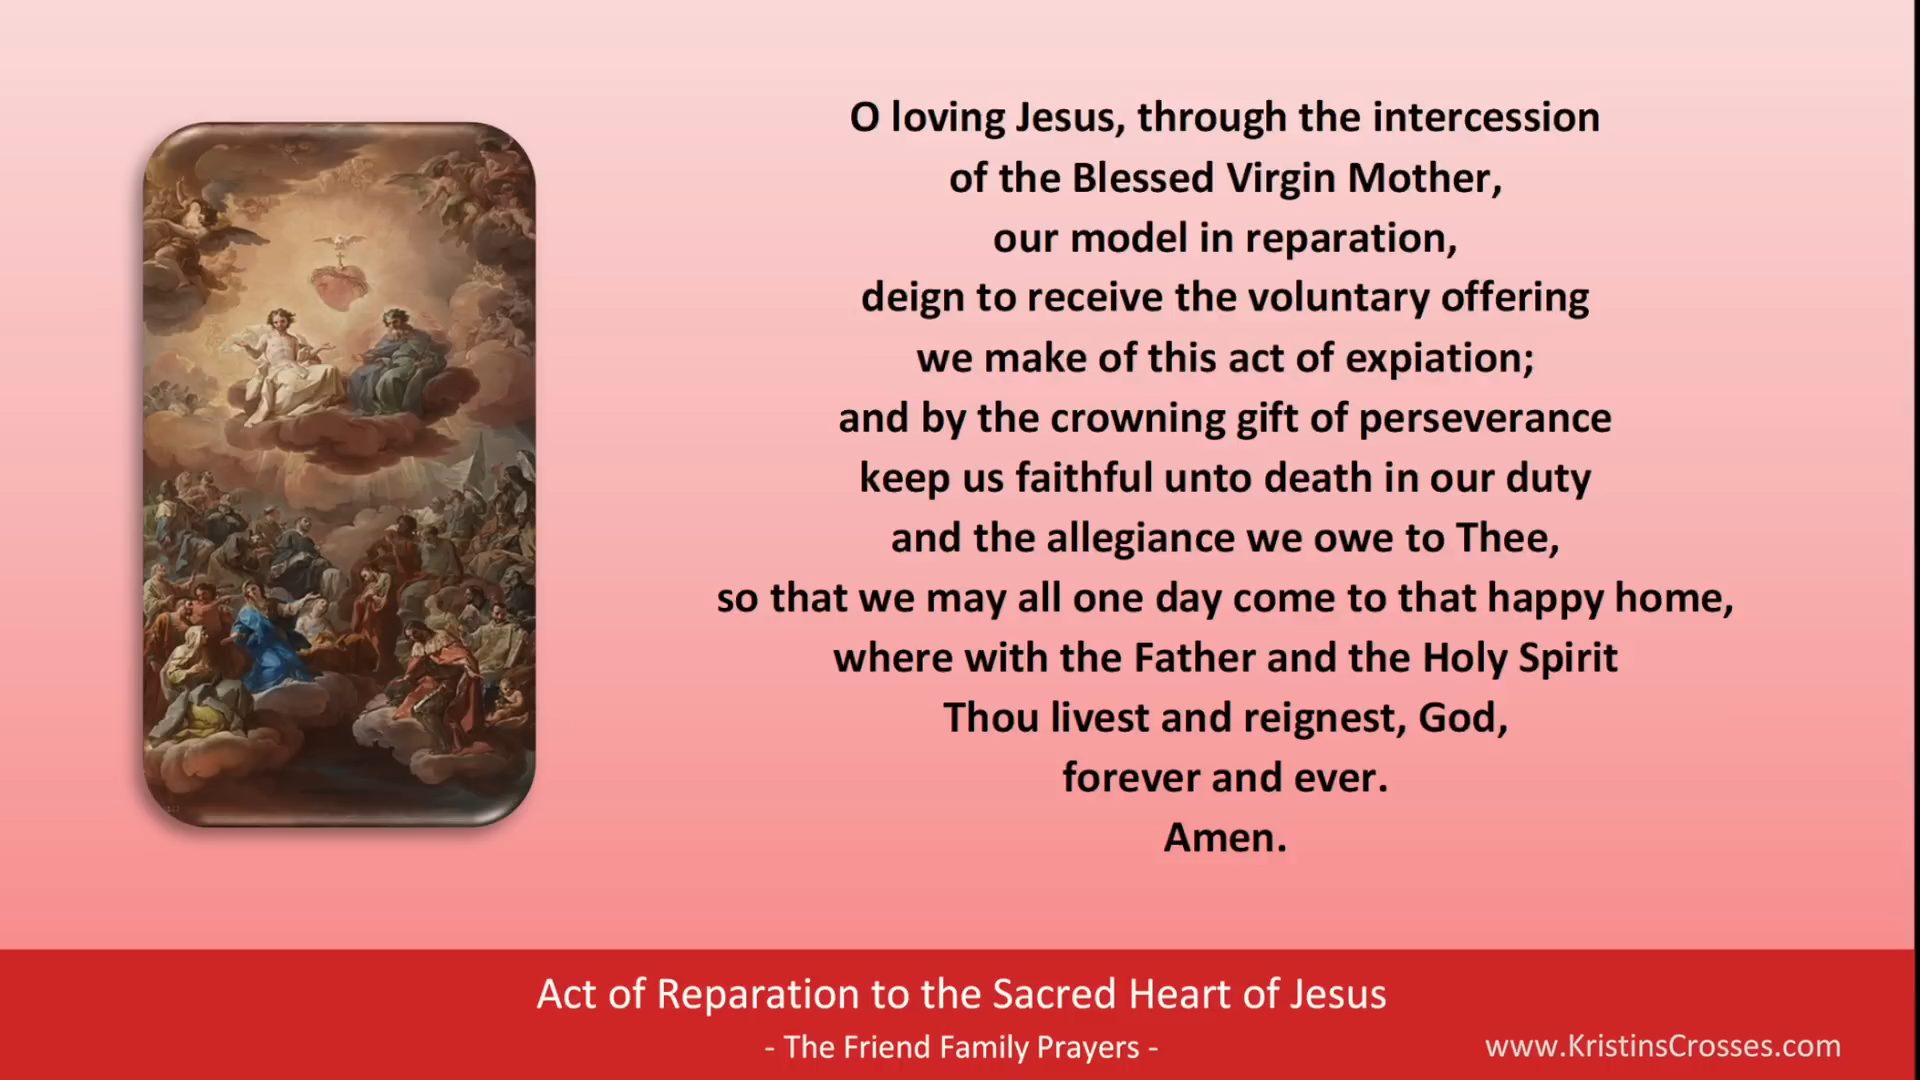 O loving Jesus, through the intercession
of the Blessed Virgin Mother,
our model in reparation,
deign to receive the voluntary offering
we make of this act of expiation;
and by the crowning gift of perseverance
keep us faithful unto death in our duty
and the allegiance we owe to Thee,
so that we may all one day come to that happy home,
where with the Father and the Holy Spirit
Thou livest and reignest, God,
forever and ever.
Amen.
Act of Reparation to the Sacred Heart of Jesus
- The Friend Family Prayers -
www.KristinsCrosses.com